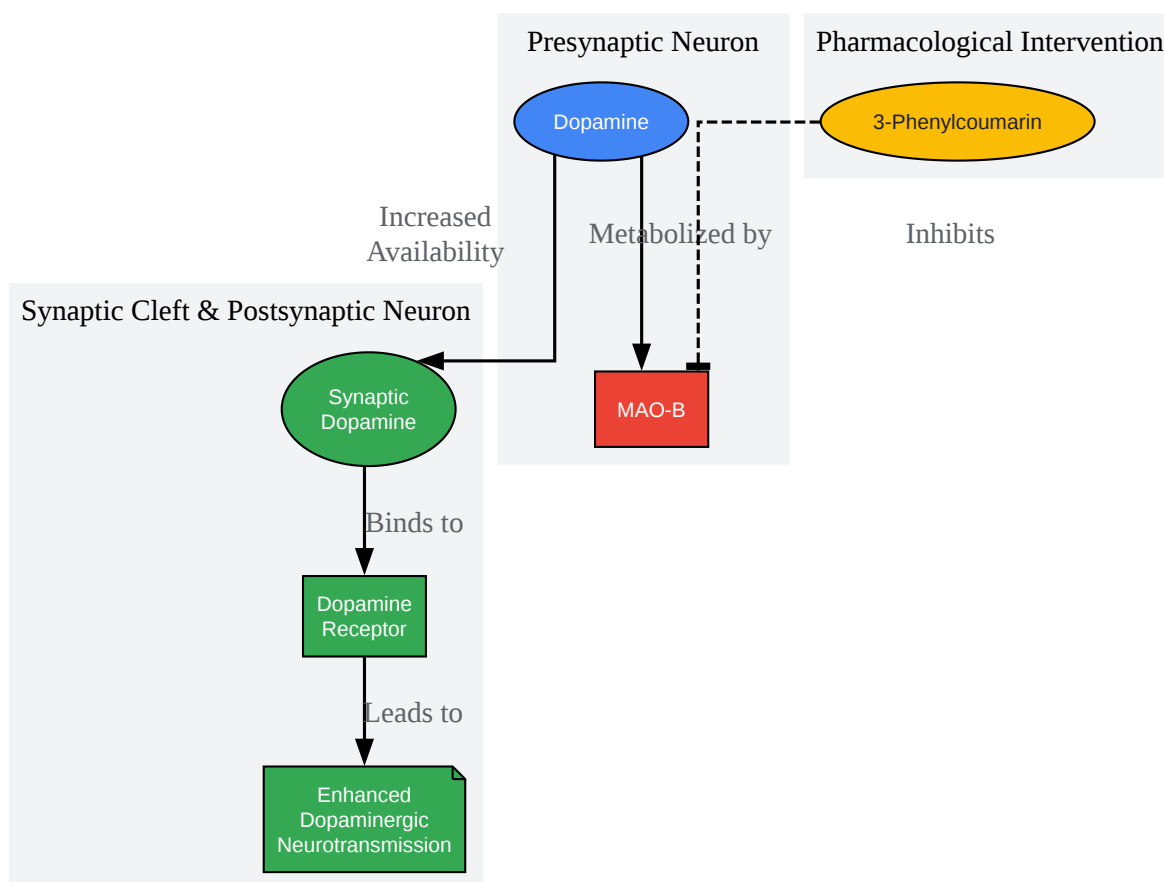 Presynaptic Neuron
Pharmacological Intervention
Dopamine
3-Phenylcoumarin
Increased
Availability
Metabolized by
Inhibits
Synaptic Cleft & Postsynaptic Neuron
Synaptic
Dopamine
MAO-B
Binds to
Dopamine
Receptor
Leads to
Enhanced
Dopaminergic
Neurotransmission